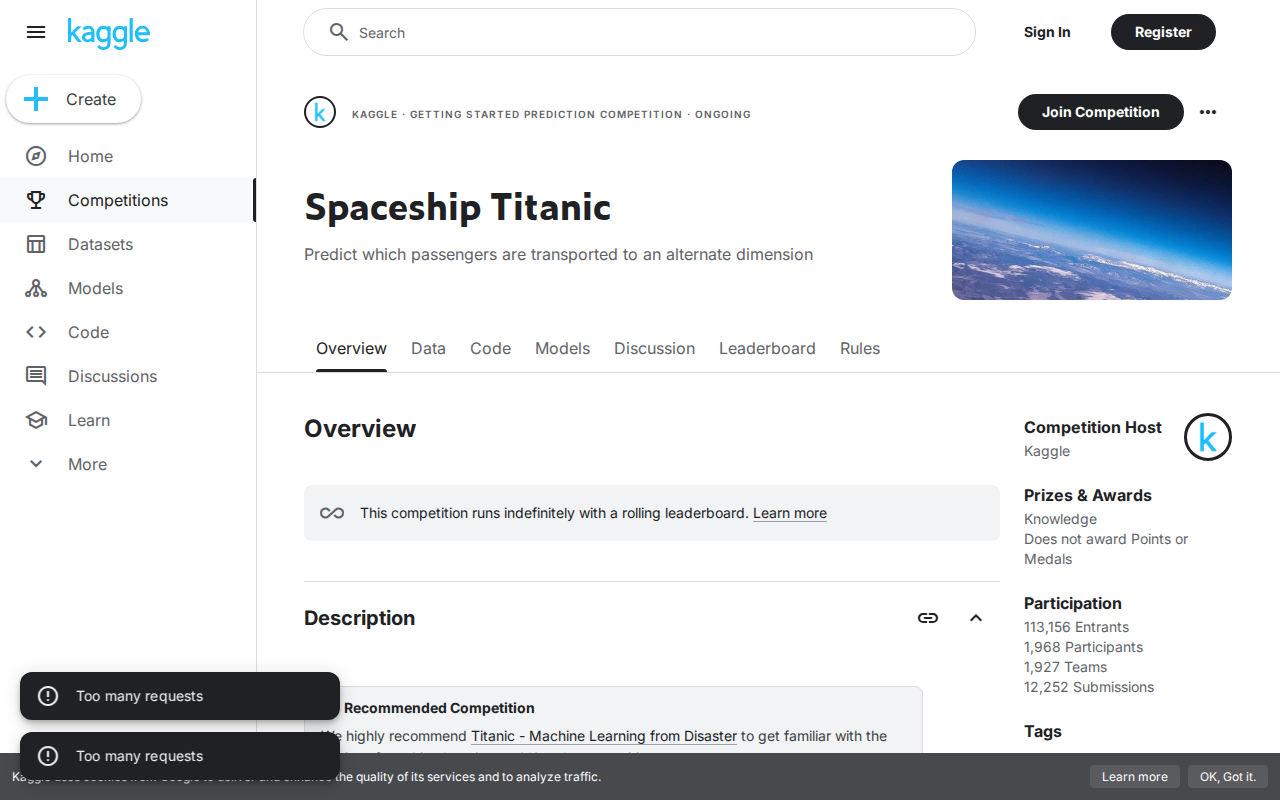 kaggle
Search
Sign In
Register
Create
Home
Competitions
Datasets
Models
Code
Discussions
Learn
More
KAGGLE · GETTING STARTED PREDICTION COMPETITION · ONGOING
Join Competition
Spaceship Titanic
Predict which passengers are transported to an alternate dimension
Overview
Data
Code
Models
Discussion
Leaderboard
Rules
Overview
This competition runs indefinitely with a rolling leaderboard. Learn more
Description
Recommended Competition
We highly recommend Titanic - Machine Learning from Disaster to get familiar with the
Competition Host
Kaggle
Prizes & Awards
Knowledge
Does not award Points or
Medals
Participation
113,156 Entrants
1,968 Participants
1,927 Teams
12,252 Submissions
Tags
Too many requests
Too many requests
the quality of its services and to analyze traffic.
Learn more
OK, Got it.